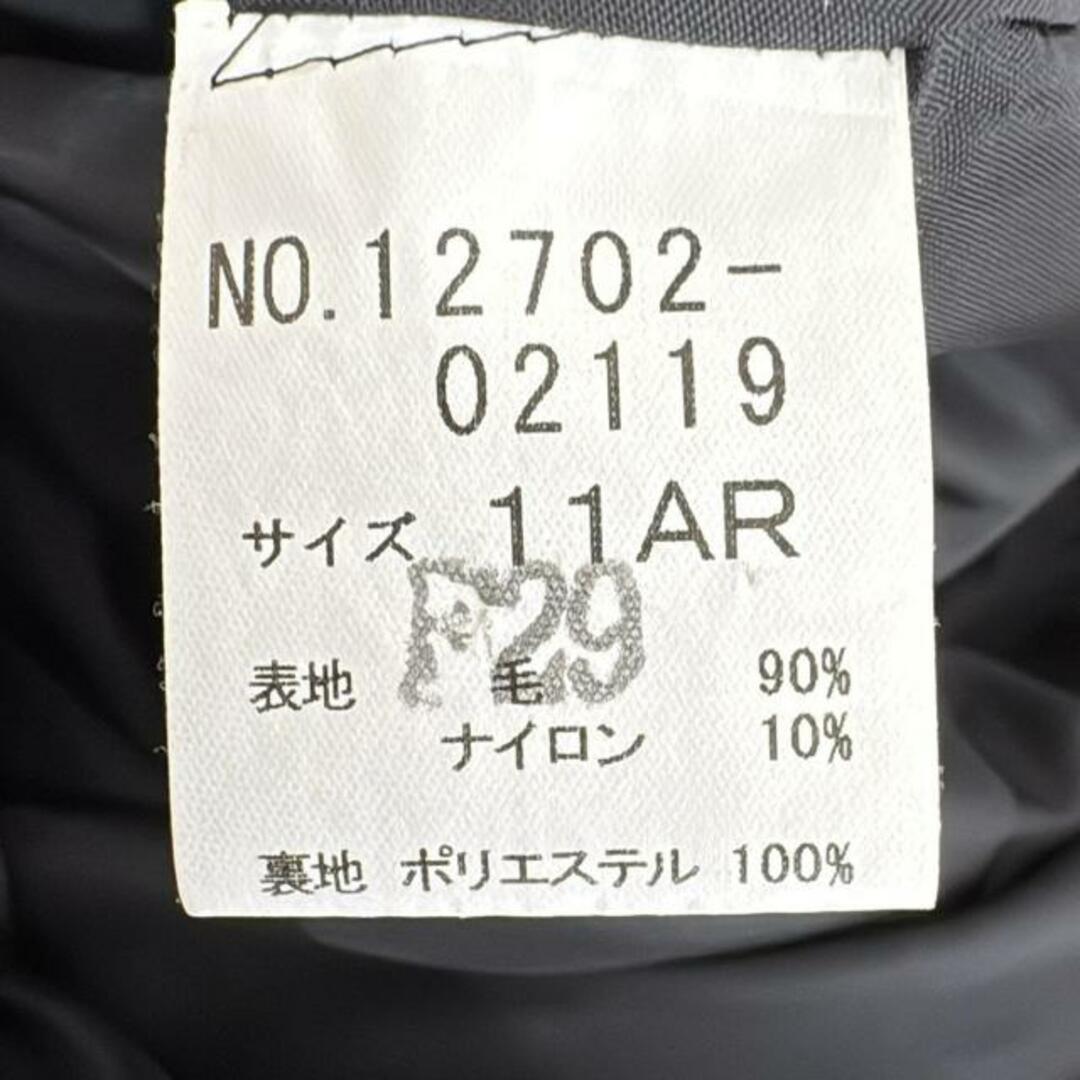 NO.12702-
02119
サイズ 11AR
29
表地 毛 90%
ナイロン 10%
裏地 ポリエステル 100%